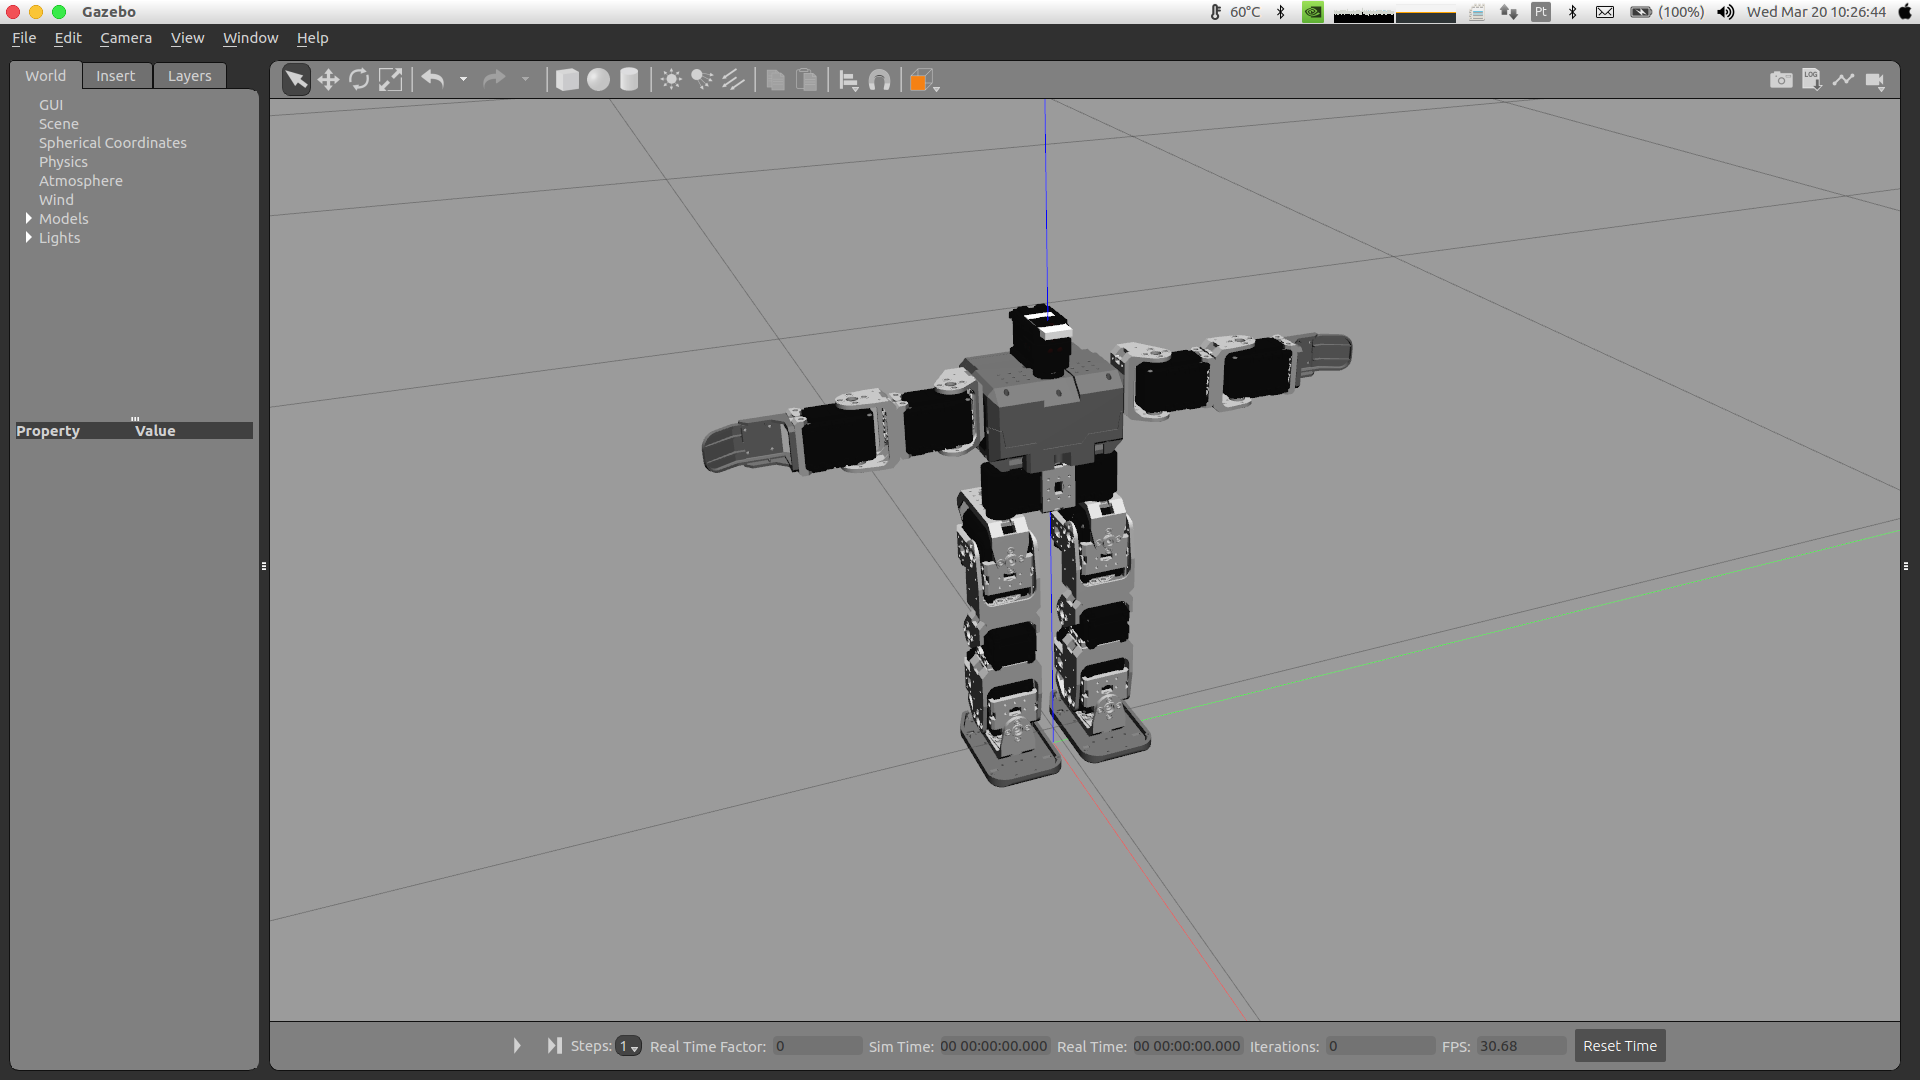 Gazebo 60°C Pt (100%) Wed Mar 20 10:26:44
File Edit Camera View Window Help
World Insert Layers
LOG
GUI
Scene
Spherical Coordinates
Physics
Atmosphere
Wind
Models
Lights
Property Value
Steps: 1 Real Time Factor: 0 Sim Time: 00 00:00:00.000 Real Time: 00 00:00:00.000 Iterations: 0 FPS: 30.68 Reset Time